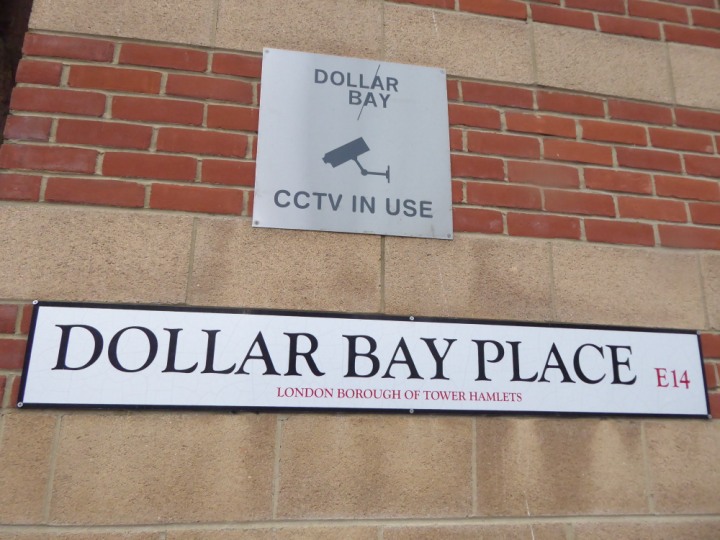 DOLLAR
BAY
CCTV IN USE
DOLLAR BAY PLACE E14
LONDON BOROUGH OF TOWER HAMLETS